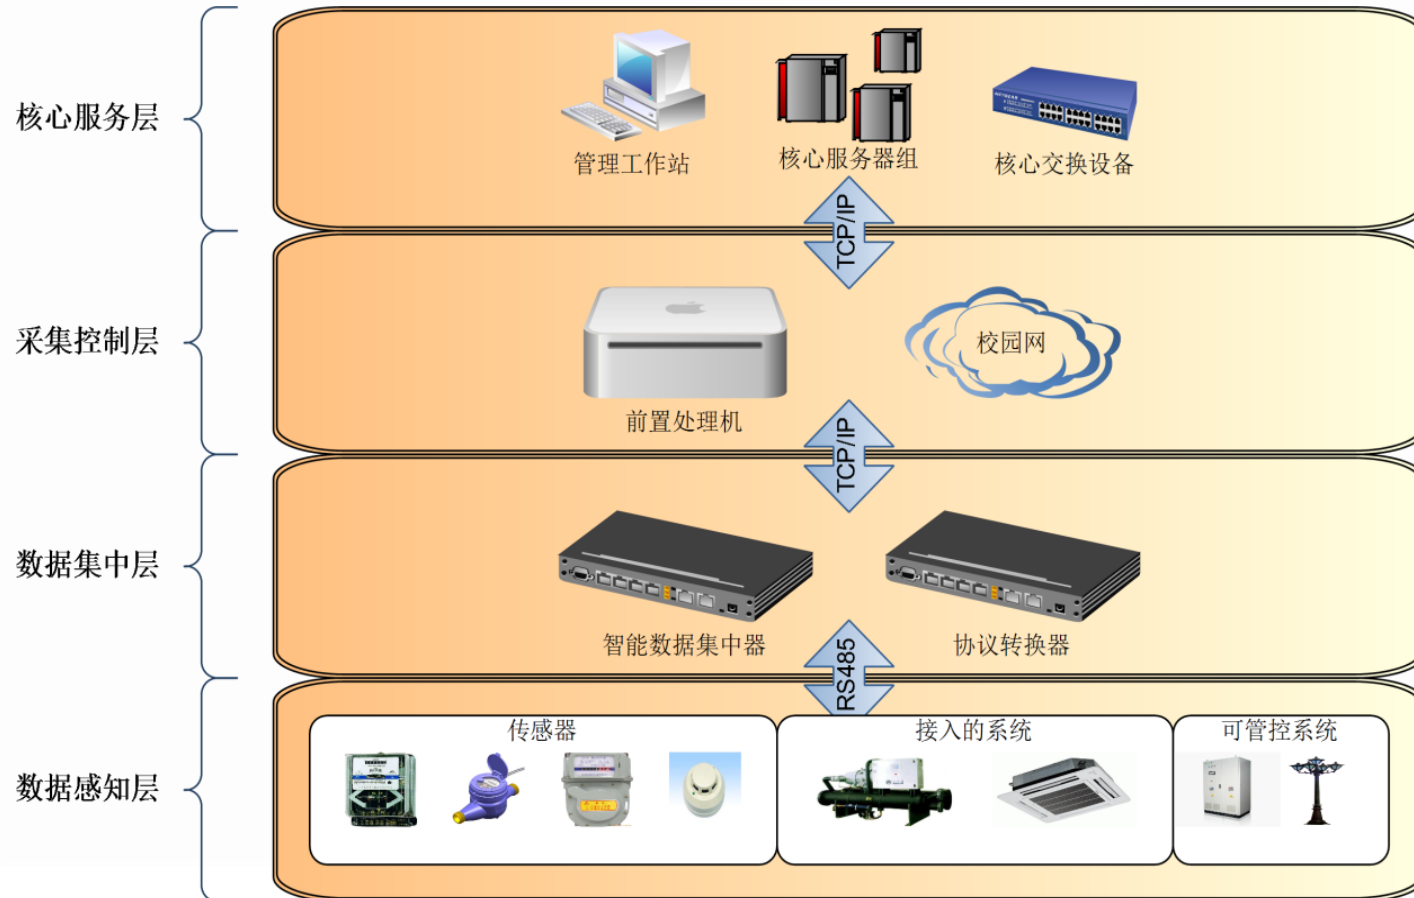 核心服务层
管理工作站
核心服务器组
核心交换设备
NETGEAR
TCP/IP
采集控制层
校园网
前置处理机
TCP/IP
数据集中层
智能数据集中器
协议转换器
RS485
数据感知层
传感器
接入的系统
可管控系统